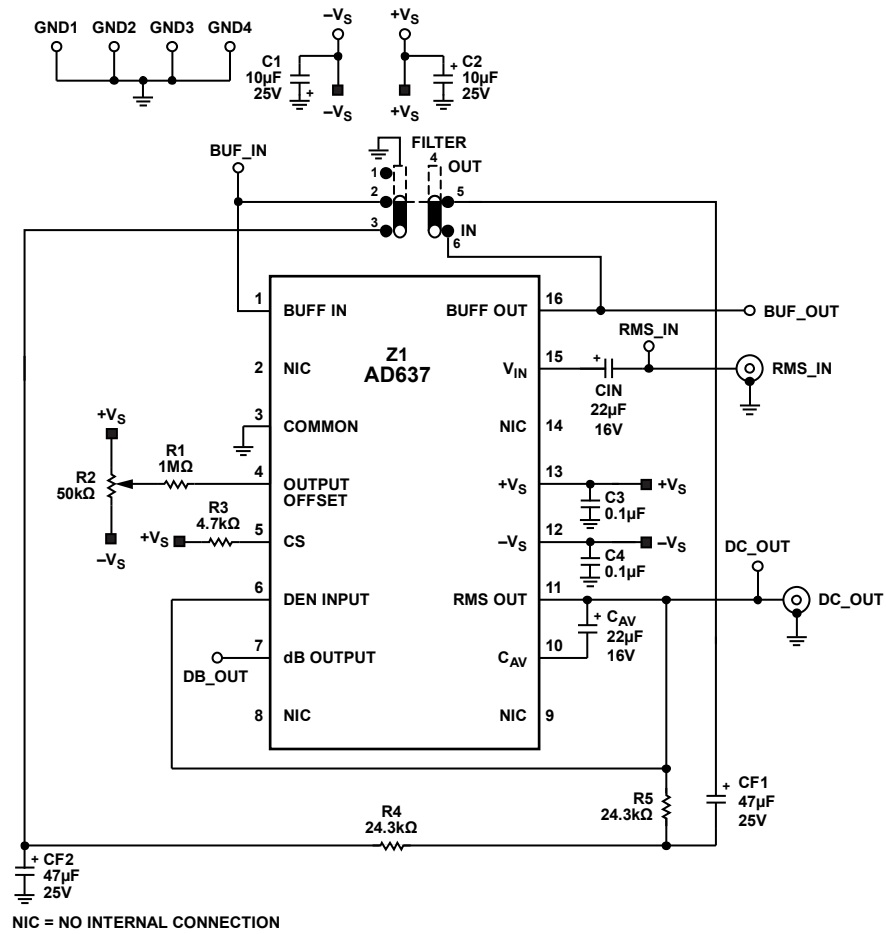 GND1 GND2 GND3 GND4
–VS +VS
C1
10µF
25V
+
+ C2
10µF
25V
–VS +VS
BUF_IN
FILTER
4
OUT
1
2
5
3
IN
6
1 BUFF IN
BUFF OUT 16
BUF_OUT
Z1
AD637
RMS_IN
2 NIC
VIN 15
+
CIN
22µF
16V
RMS_IN
3 COMMON
NIC 14
+VS
R2
50kΩ
–VS
R1
1MΩ
4 OUTPUT
OFFSET
+VS 13
+VS
C3
0.1µF
R3
4.7kΩ
+VS
5 CS
–VS 12
–VS
C4
0.1µF
DC_OUT
6 DEN INPUT
RMS OUT 11
DC_OUT
+ CAV
22µF
16V
7 dB OUTPUT
DB_OUT
CAV 10
8 NIC
NIC 9
R4
24.3kΩ
R5
24.3kΩ
+ CF1
47µF
25V
+ CF2
47µF
25V
NIC = NO INTERNAL CONNECTION